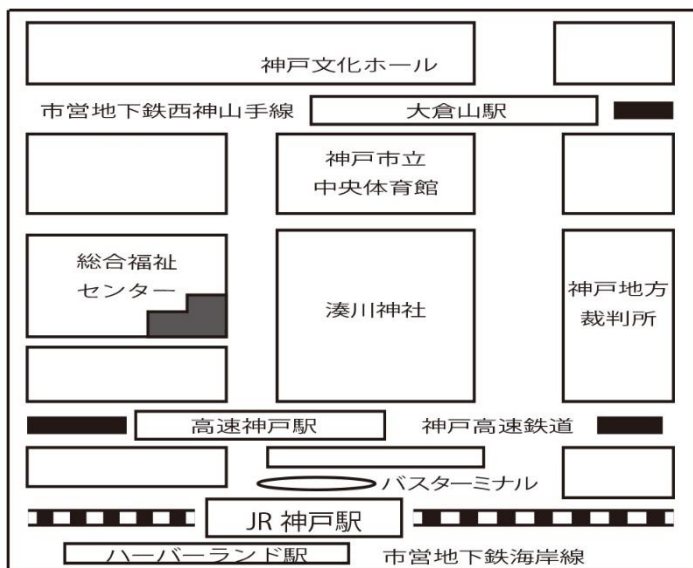 神戸文化ホール
市営地下鉄西神山手線
大倉山駅
神戸市立
中央体育館
総合福祉
センター
湊川神社
神戸地方
裁判所
高速神戸駅
神戸高速鉄道
バスターミナル
JR 神戸駅
ハーバーランド駅
市営地下鉄海岸線